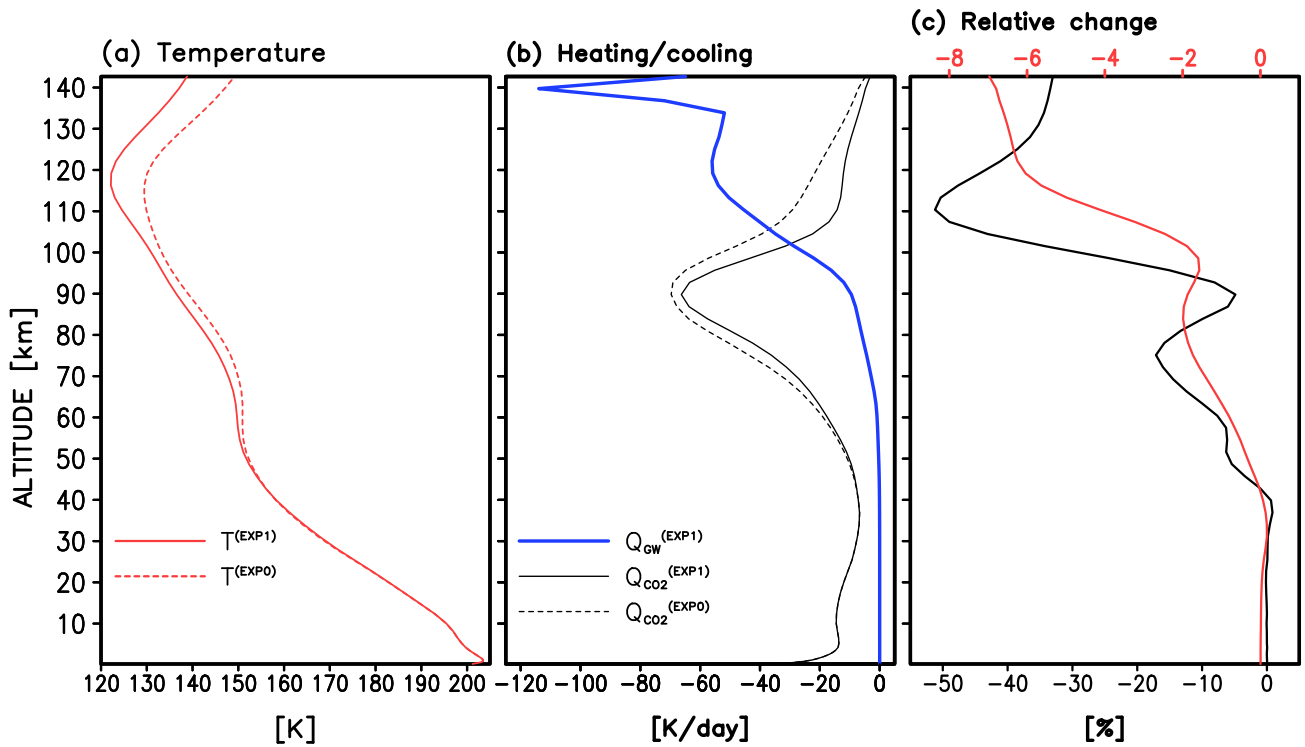 (a) Temperature
(b) Heating/cooling
(c) Relative change
-8 -6 -4 -2 0
ALTITUDE [km]
140
130
120
110
100
90
80
70
60
50
40
30
20
10
T(EXP1)
T(EXP0)
QGW(EXP1)
QCO2(EXP1)
QCO2(EXP0)
120 130 140 150 160 170 180 190 200
-120 -100 -80 -60 -40 -20 0
-50 -40 -30 -20 -10 0
[K]
[K/day]
[%]